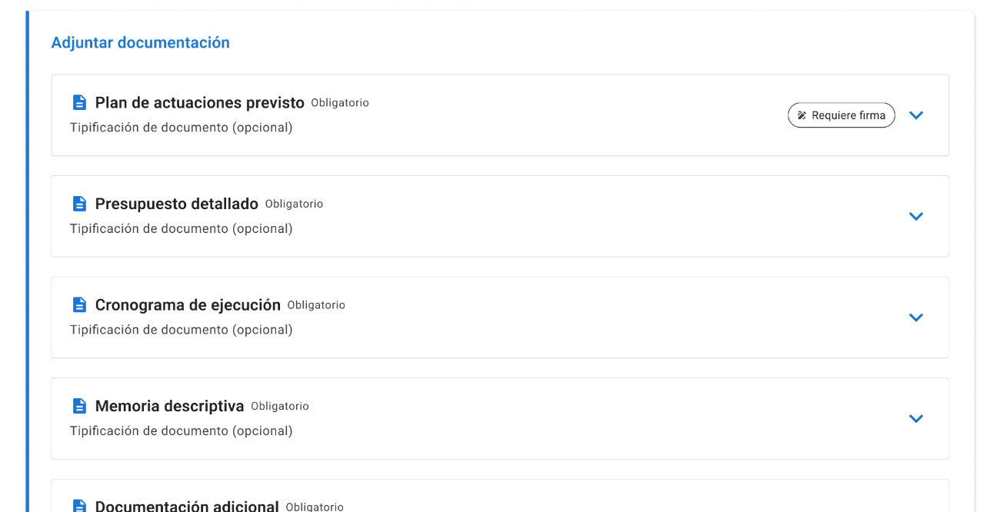 Adjuntar documentación
Plan de actuaciones previsto Obligatorio
Tipificación de documento (opcional)
Requiere firma
Presupuesto detallado Obligatorio
Tipificación de documento (opcional)
Cronograma de ejecución Obligatorio
Tipificación de documento (opcional)
Memoria descriptiva Obligatorio
Tipificación de documento (opcional)
Documentación adicional Obligatorio